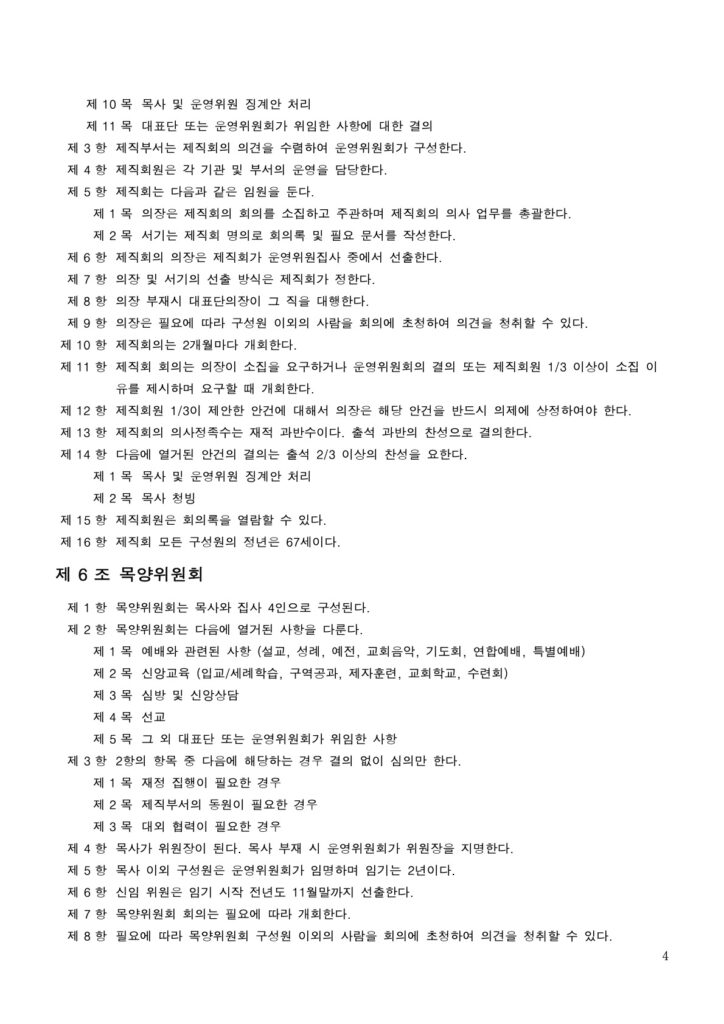 제 10 목 목사 및 운영위원 징계안 처리
제 11 목 대표단 또는 운영위원회가 위임한 사항에 대한 결의
제 3 항 제직부서는 제직회의 의견을 수렴하여 운영위원회가 구성한다.
제 4 항 제직회원은 각 기관 및 부서의 운영을 담당한다.
제 5 항 제직회는 다음과 같은 임원을 둔다.
제 1 목 의장은 제직회의 회의를 소집하고 주관하며 제직회의 의사 업무를 총괄한다.
제 2 목 서기는 제직회 명의로 회의록 및 필요 문서를 작성한다.
제 6 항 제직회의 의장은 제직회가 운영위원집사 중에서 선출한다.
제 7 항 의장 및 서기의 선출 방식은 제직회가 정한다.
제 8 항 의장 부재시 대표단의장이 그 직을 대행한다.
제 9 항 의장은 필요에 따라 구성원 이외의 사람을 회의에 초청하여 의견을 청취할 수 있다.
제 10 항 제직회의는 2개월마다 개회한다.
제 11 항 제직회 회의는 의장이 소집을 요구하거나 운영위원회의 결의 또는 제직회원 1/3 이상이 소집 이
유를 제시하며 요구할 때 개회한다.
제 12 항 제직회원 1/3이 제안한 안건에 대해서 의장은 해당 안건을 반드시 의제에 상정하여야 한다.
제 13 항 제직회의 의사정족수는 재적 과반수이다. 출석 과반의 찬성으로 결의한다.
제 14 항 다음에 열거된 안건의 결의는 출석 2/3 이상의 찬성을 요한다.
제 1 목 목사 및 운영위원 징계안 처리
제 2 목 목사 청빙
제 15 항 제직회원은 회의록을 열람할 수 있다.
제 16 항 제직회 모든 구성원의 정년은 67세이다.
제 6 조 목양위원회
제 1 항 목양위원회는 목사와 집사 4인으로 구성된다.
제 2 항 목양위원회는 다음에 열거된 사항을 다룬다.
제 1 목 예배와 관련된 사항 (설교, 성례, 예전, 교회음악, 기도회, 연합예배, 특별예배)
제 2 목 신앙교육 (입교/세례학습, 구역공과, 제자훈련, 교회학교, 수련회)
제 3 목 심방 및 신앙상담
제 4 목 선교
제 5 목 그 외 대표단 또는 운영위원회가 위임한 사항
제 3 항 2항의 항목 중 다음에 해당하는 경우 결의 없이 심의만 한다.
제 1 목 재정 집행이 필요한 경우
제 2 목 제직부서의 동원이 필요한 경우
제 3 목 대외 협력이 필요한 경우
제 4 항 목사가 위원장이 된다. 목사 부재 시 운영위원회가 위원장을 지명한다.
제 5 항 목사 이외 구성원은 운영위원회가 임명하며 임기는 2년이다.
제 6 항 신임 위원은 임기 시작 전년도 11월말까지 선출한다.
제 7 항 목양위원회 회의는 필요에 따라 개회한다.
제 8 항 필요에 따라 목양위원회 구성원 이외의 사람을 회의에 초청하여 의견을 청취할 수 있다.
4